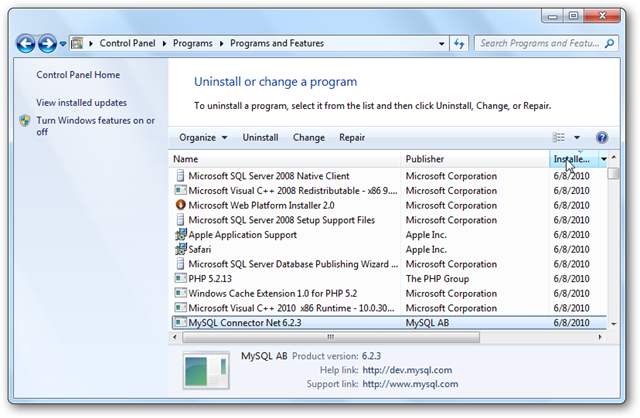 Control Panel ▸ Programs ▸ Programs and Features
Search Programs and Featu...
Control Panel Home
View installed updates
Turn Windows features on or
off
Uninstall or change a program
To uninstall a program, select it from the list and then click Uninstall, Change, or Repair.
Organize Uninstall Change Repair
Name Publisher Installe...
Microsoft SQL Server 2008 Native Client Microsoft Corporation 6/8/2010
Microsoft Visual C++ 2008 Redistributable - x86 9.... Microsoft Corporation 6/8/2010
Microsoft Web Platform Installer 2.0 Microsoft Corporation 6/8/2010
Microsoft SQL Server 2008 Setup Support Files Microsoft Corporation 6/8/2010
Apple Application Support Apple Inc. 6/8/2010
Safari Apple Inc. 6/8/2010
Microsoft SQL Server Database Publishing Wizard ... Microsoft Corporation 6/8/2010
PHP 5.2.13 The PHP Group 6/8/2010
Windows Cache Extension 1.0 for PHP 5.2 Microsoft Corporation 6/8/2010
Microsoft Visual C++ 2010 x86 Runtime - 10.0.30... Microsoft Corporation 6/8/2010
MySQL Connector Net 6.2.3 MySQL AB 6/8/2010
MySQL AB Product version: 6.2.3
Help link: http://dev.mysql.com
Support link: http://www.mysql.com